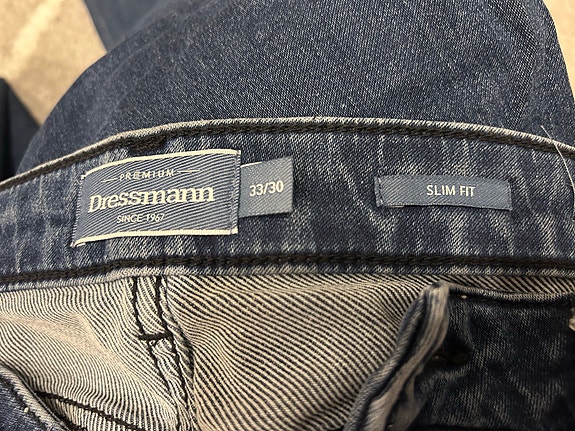 PREMIUM
Dressmann
SINCE 1967
33/30
SLIM FIT